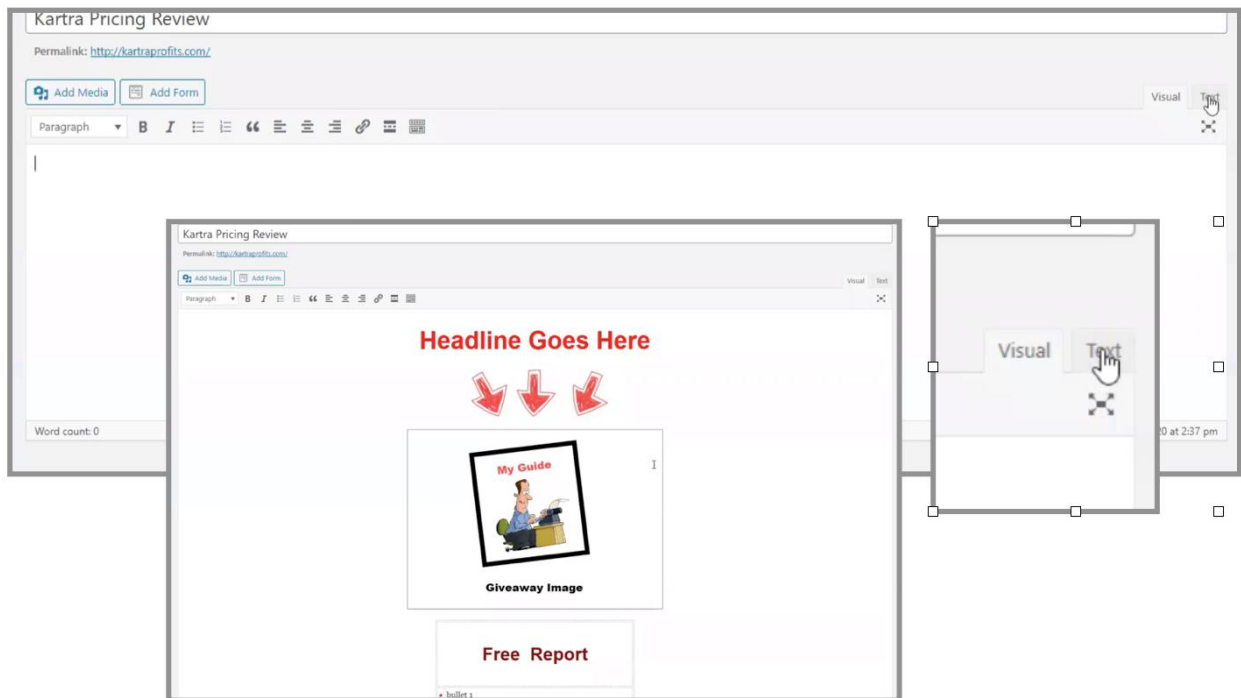 Kartra Pricing Review
Permalink: http://kartraprofits.com/
Add Media Add Form
Visual Text
Paragraph B I
Word count: 0
0 at 2:37 pm
Kartra Pricing Review
Permalink: http://kartraprofits.com/
Add Media Add Form
Visual Text
Paragraph B I
Headline Goes Here
My Guide
Giveaway Image
Free Report
bullet 1
Visual Text